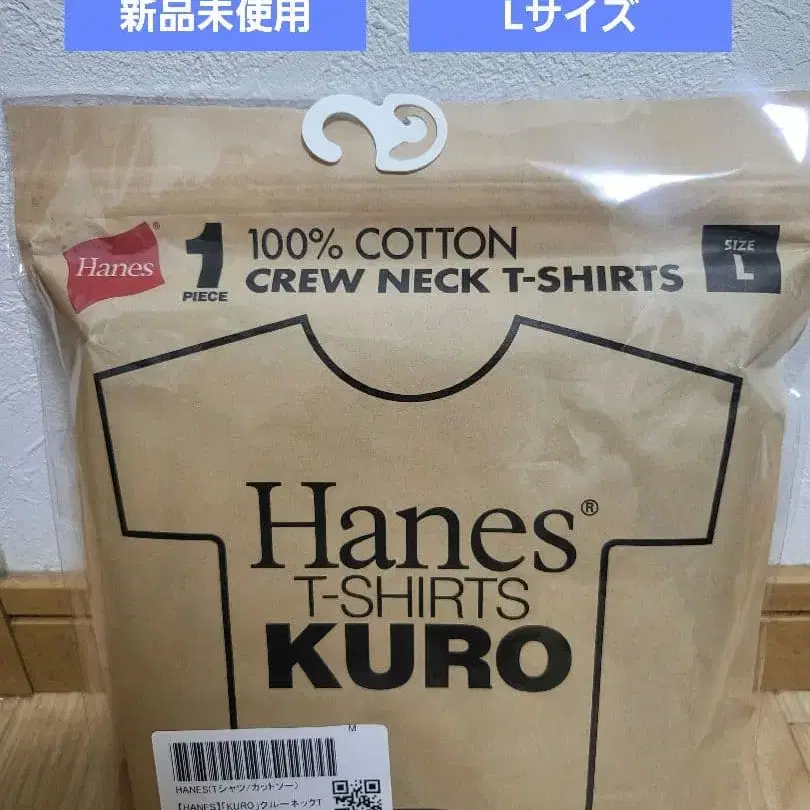 新品未使用
Lサイズ
Hanes®
1
PIECE
100% COTTON
CREW NECK T-SHIRTS
SIZE
L
Hanes®
T-SHIRTS
KURO
M
HANES(Tシャツ/カットソー)
【HANES】「KURO」クルーネックT